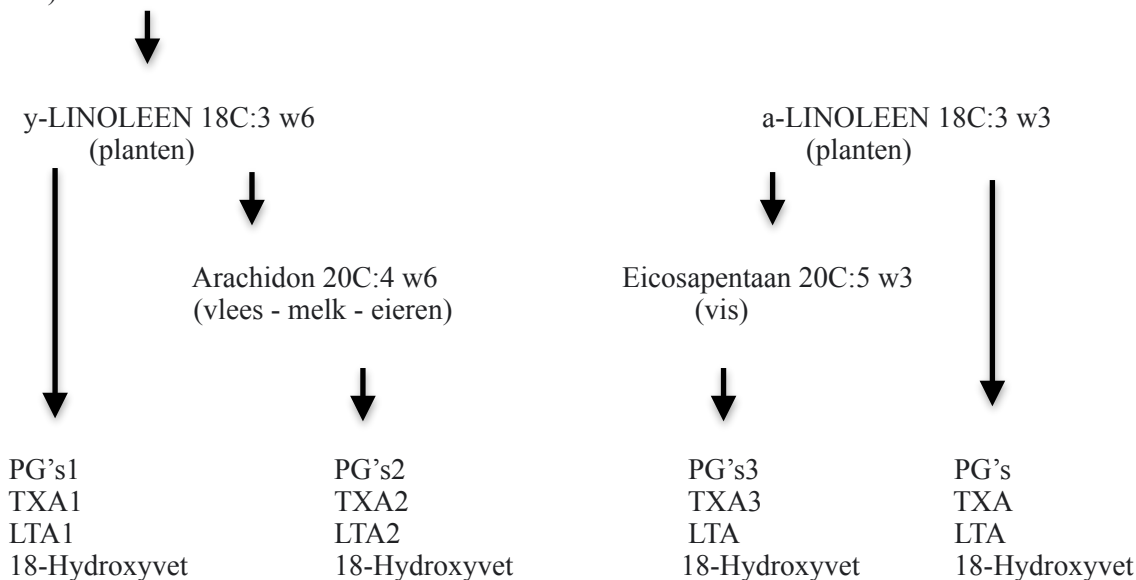 )
y-LINOLEEN 18C:3 w6
(planten)
a-LINOLEEN 18C:3 w3
(planten)
Arachidon 20C:4 w6
(vlees - melk - eieren)
Eicosapentaan 20C:5 w3
(vis)
PG's1
TXA1
LTA1
18-Hydroxyvet
PG's2
TXA2
LTA2
18-Hydroxyvet
PG's3
TXA3
LTA
18-Hydroxyvet
PG's
TXA
LTA
18-Hydroxyvet